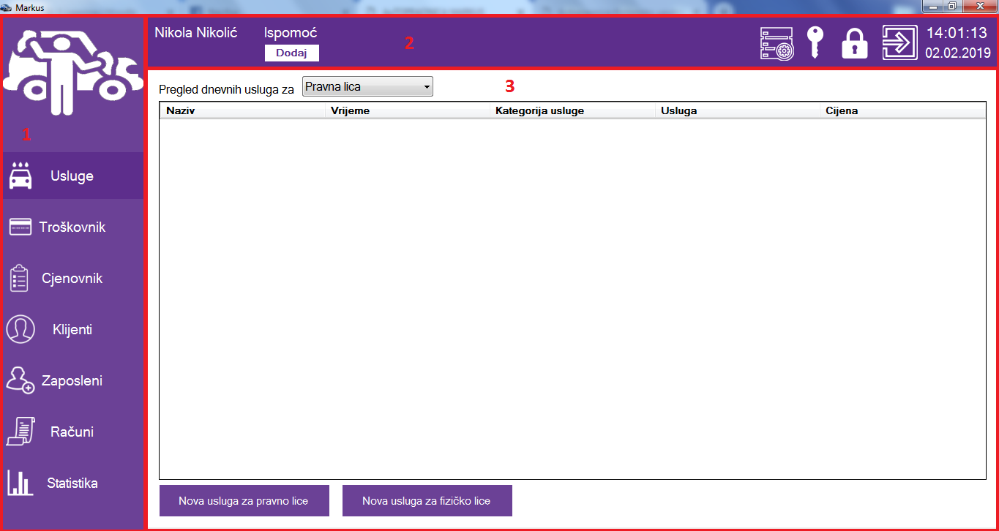 Markus
Nikola Nikolić
Ispomoć
Dodaj
2
14:01:13
02.02.2019
Pregled dnevnih usluga za
Pravna lica
3
Naziv
Vrijeme
Kategorija usluge
Usluga
Cijena
1
Usluge
Troškovnik
Cjenovnik
Klijenti
Zaposleni
Računi
Statistika
Nova usluga za pravno lice
Nova usluga za fizičko lice